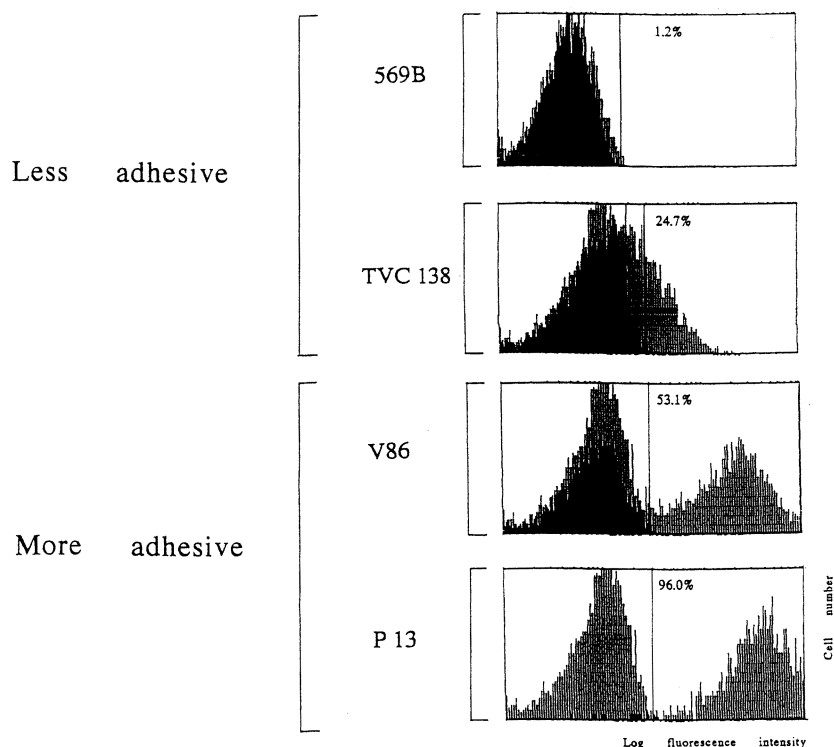 1.2%
569B
Less adhesive
24.7%
TVC 138
53.1%
V86
More adhesive
96.0%
P 13
Cell number
Log fluorescence intensity